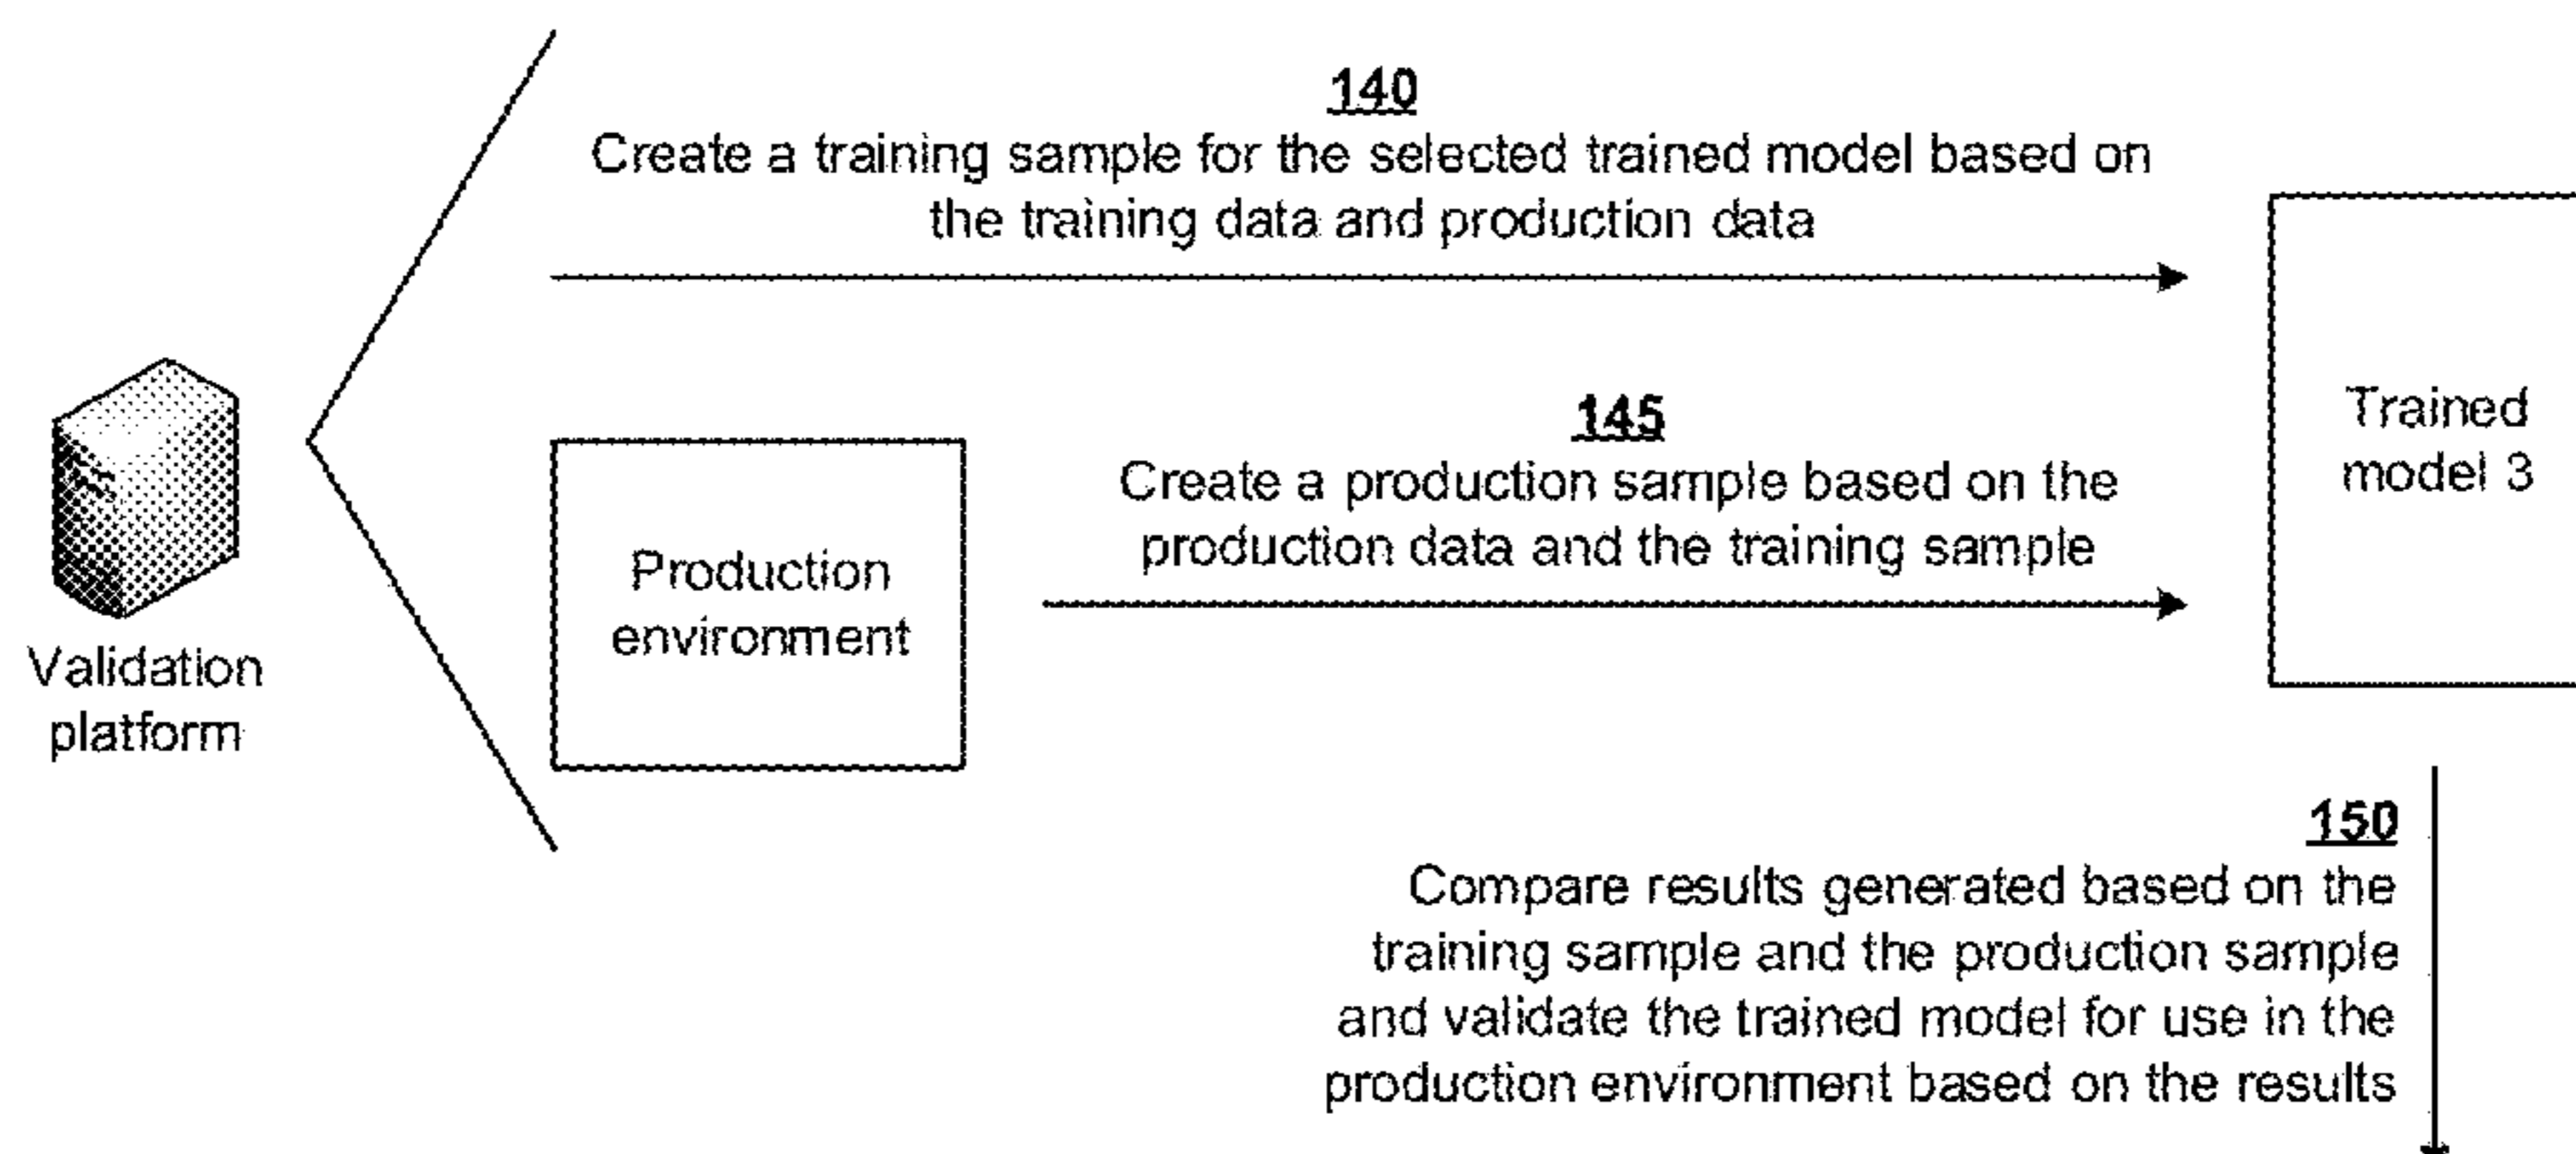 140
Create a training sample for the selected trained model based on
the training data and production data
145
Create a production sample based on the
production data and the training sample
Trained
model 3
Production
environment
Validation
platform
150
Compare results generated based on the
training sample and the production sample
and validate the trained model for use in the
production environment based on the results